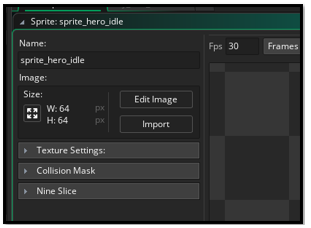 Sprite: sprite_hero_idle
Name:
Fps 30 Frames
sprite_hero_idle
Image:
Size:
W: 64 px
H: 64 px
Edit Image
Import
Texture Settings:
Collision Mask
Nine Slice